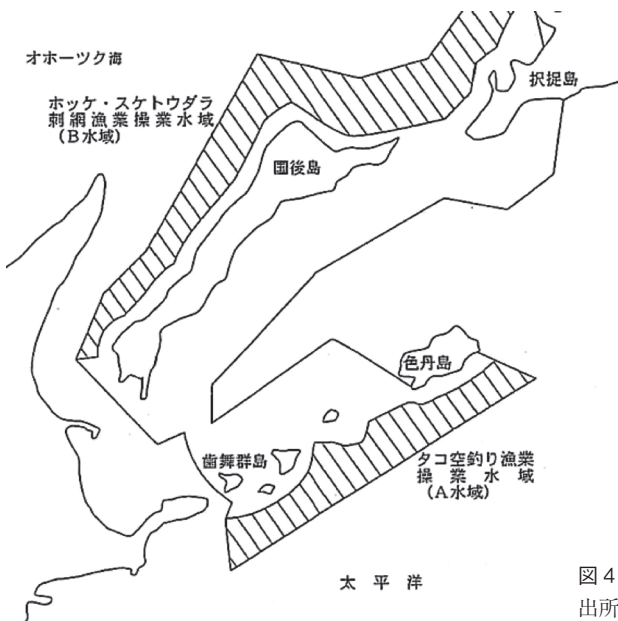 オホーツク海
ホッケ・スケトウダラ
刺網漁業操業水域
(B水域)
択捉島
国後島
色丹島
歯舞群島
タコ空釣り漁業
操業水域
(A水域)
太平洋
図4
出所